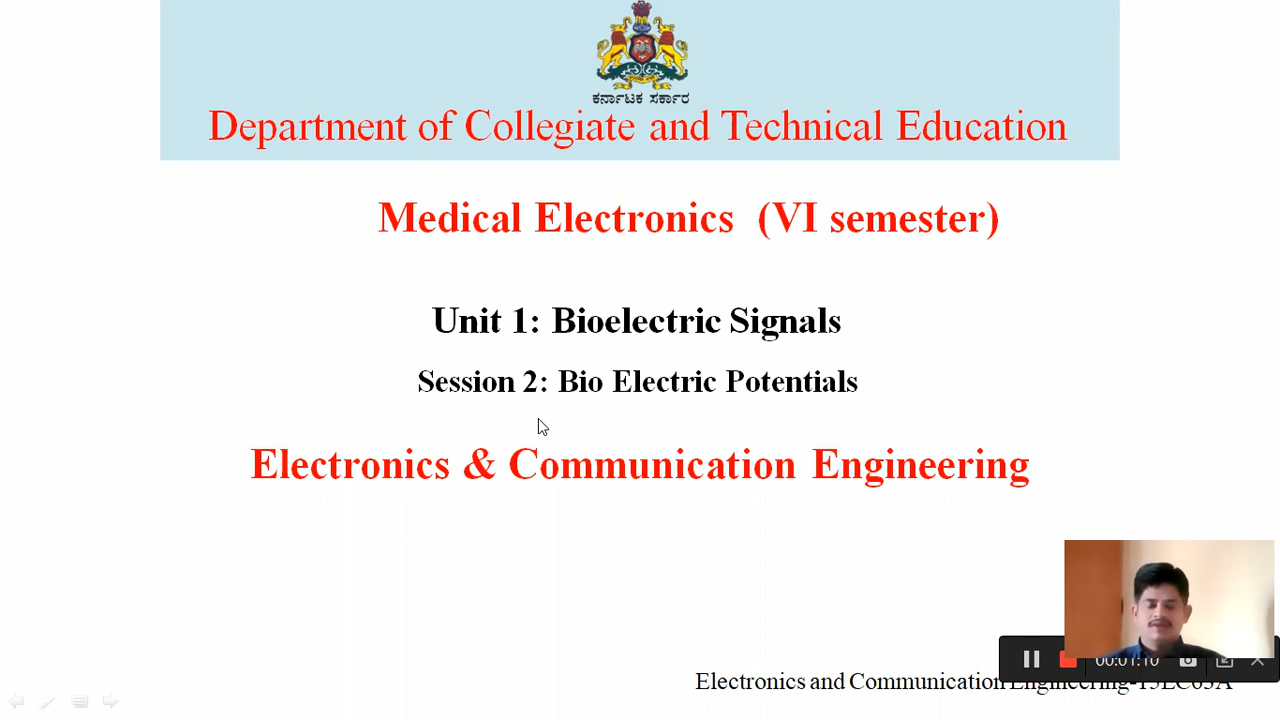 ಕರ್ನಾಟಕ ಸರ್ಕಾರ
Department of Collegiate and Technical Education
Medical Electronics (VI semester)
Unit 1: Bioelectric Signals
Session 2: Bio Electric Potentials
Electronics & Communication Engineering
00:01:10
Electronics and Communication Engineering-15EC63A